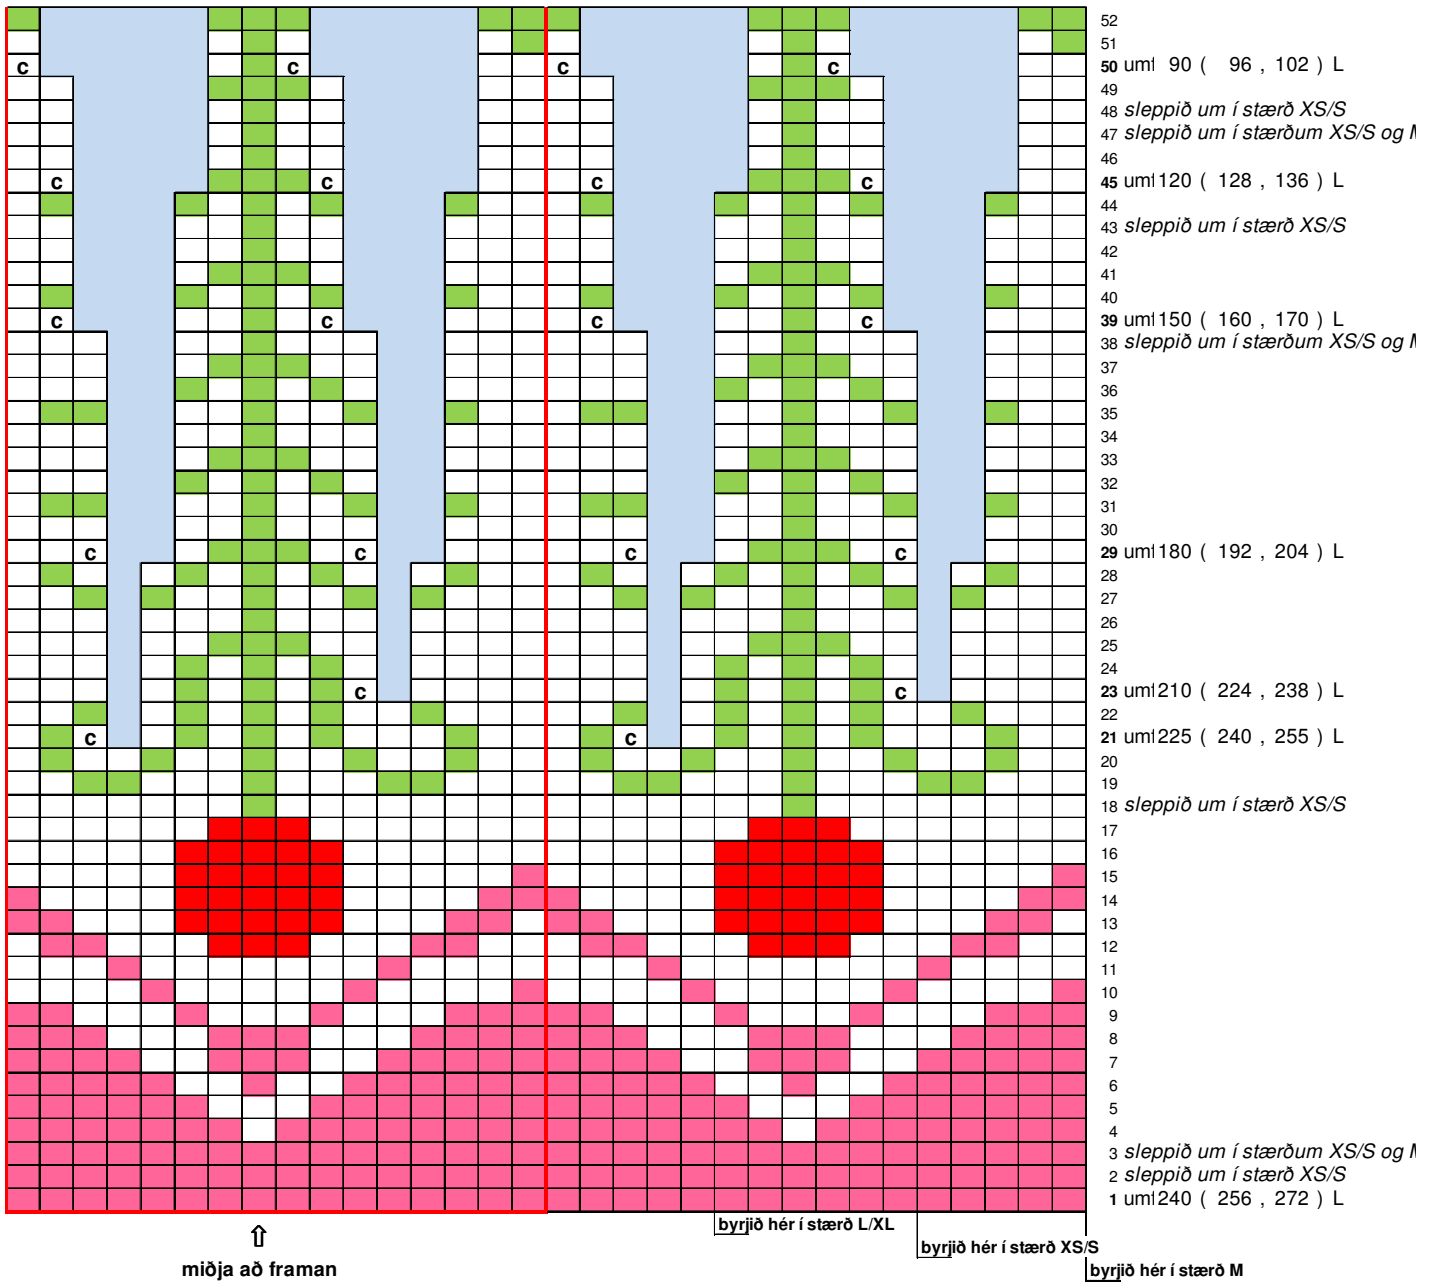 52
51
c c c c 50 umf 90 ( 96 , 102 ) L
49
48 sleppið um í stærð XS/S
47 sleppið um í stærðum XS/S og
46
c c c c 45 umf 120 ( 128 , 136 ) L
44
43 sleppið um í stærð XS/S
42
41
40
c c c c 39 umf 150 ( 160 , 170 ) L
38 sleppið um í stærðum XS/S og
37
36
35
34
33
32
31
30
c c c c 29 umf 180 ( 192 , 204 ) L
28
27
26
25
24
c c 23 umf 210 ( 224 , 238 ) L
22
c c 21 umf 225 ( 240 , 255 ) L
20
19
18 sleppið um í stærð XS/S
17
16
15
14
13
12
11
10
9
8
7
6
5
4
3 sleppið um í stærðum XS/S og
2 sleppið um í stærð XS/S
1 umf 240 ( 256 , 272 ) L
byrjið hér í stærð L/XL
byrjið hér í stærð XS/S
miðja að framan
byrjið hér í stærð M